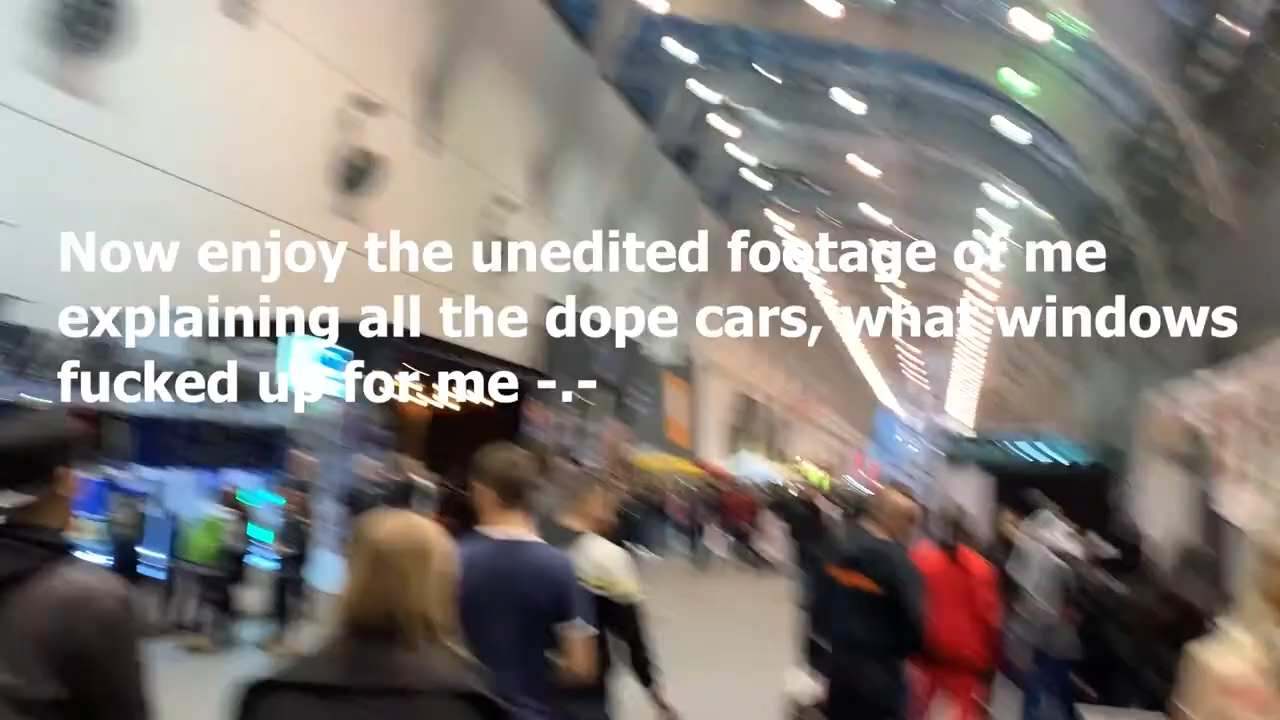 Now enjoy the unedited footage of me
explaining all the dope cars, what windows
fucked up for me -.-